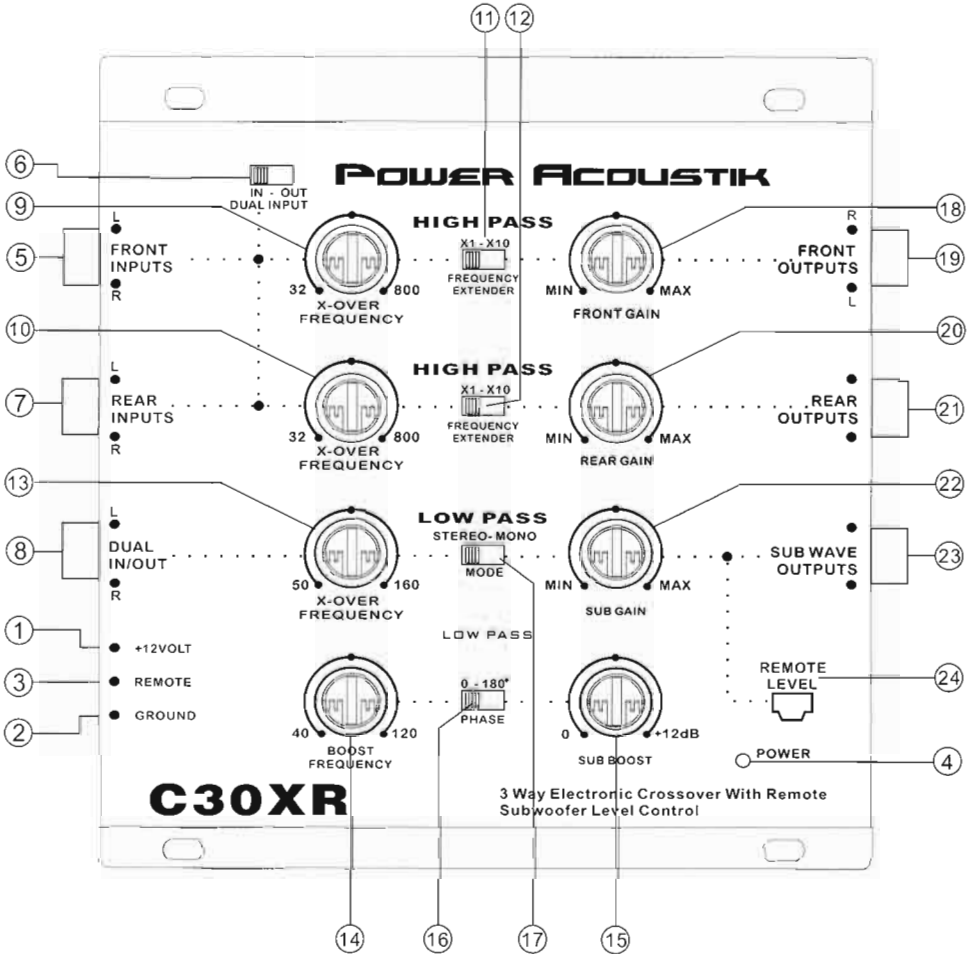 11 12
6
POWER ACOUSTIK
IN - OUT
DUAL INPUT
9
HIGH PASS
18
L
R
X1 - X10
5
FRONT
INPUTS
FRONT
OUTPUTS
19
FREQUENCY
EXTENDER
R
L
32 800
X-OVER
FREQUENCY
MIN MAX
FRONT GAIN
10
20
HIGH PASS
L
X1 - X10
7
REAR
INPUTS
REAR
OUTPUTS
21
FREQUENCY
EXTENDER
R
32 800
X-OVER
FREQUENCY
MIN MAX
REAR GAIN
13
22
LOW PASS
L
STEREO- MONO
8
DUAL
IN/OUT
SUB WAVE
OUTPUTS
23
MODE
R
50 160
X-OVER
FREQUENCY
MIN MAX
SUB GAIN
1
+12VOLT
LOW PASS
3
REMOTE
0 - 180°
REMOTE
LEVEL
24
2
GROUND
PHASE
40 120
BOOST
FREQUENCY
0 +12dB
SUB BOOST
POWER
4
C30XR
3 Way Electronic Crossover With Remote
Subwoofer Level Control
14 16 17 15